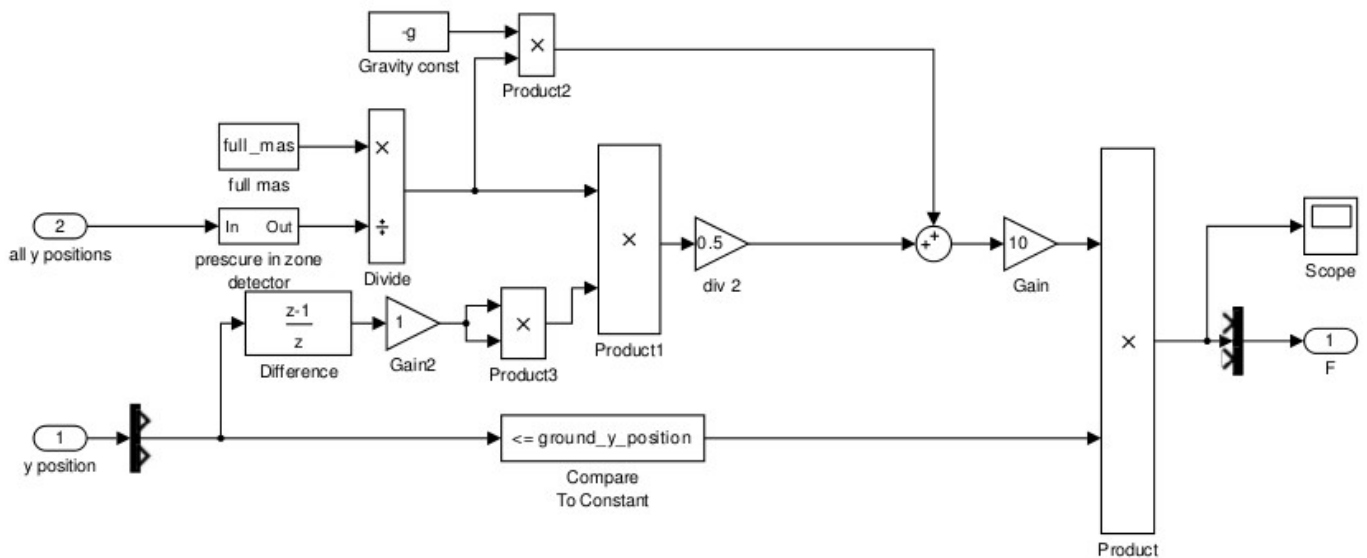 -g
Gravity const
×
Product2
full_mas
full mas
×
÷
Divide
2
all y positions
In Out
prescure in zone
detector
×
Product1
0.5
div 2
+
+
10
Gain
Scope
z-1
z
Difference
1
Gain2
×
Product3
×
Product
1
F
1
y position
<= ground_y_position
Compare
To Constant